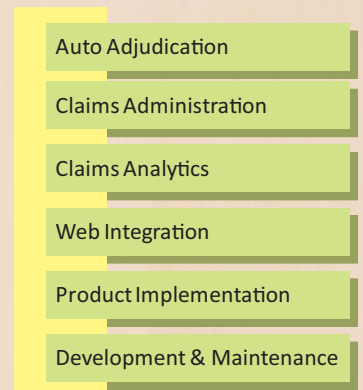 Auto Adjudication
Claims Administration
Claims Analytics
Web Integration
Product Implementation
Development & Maintenance